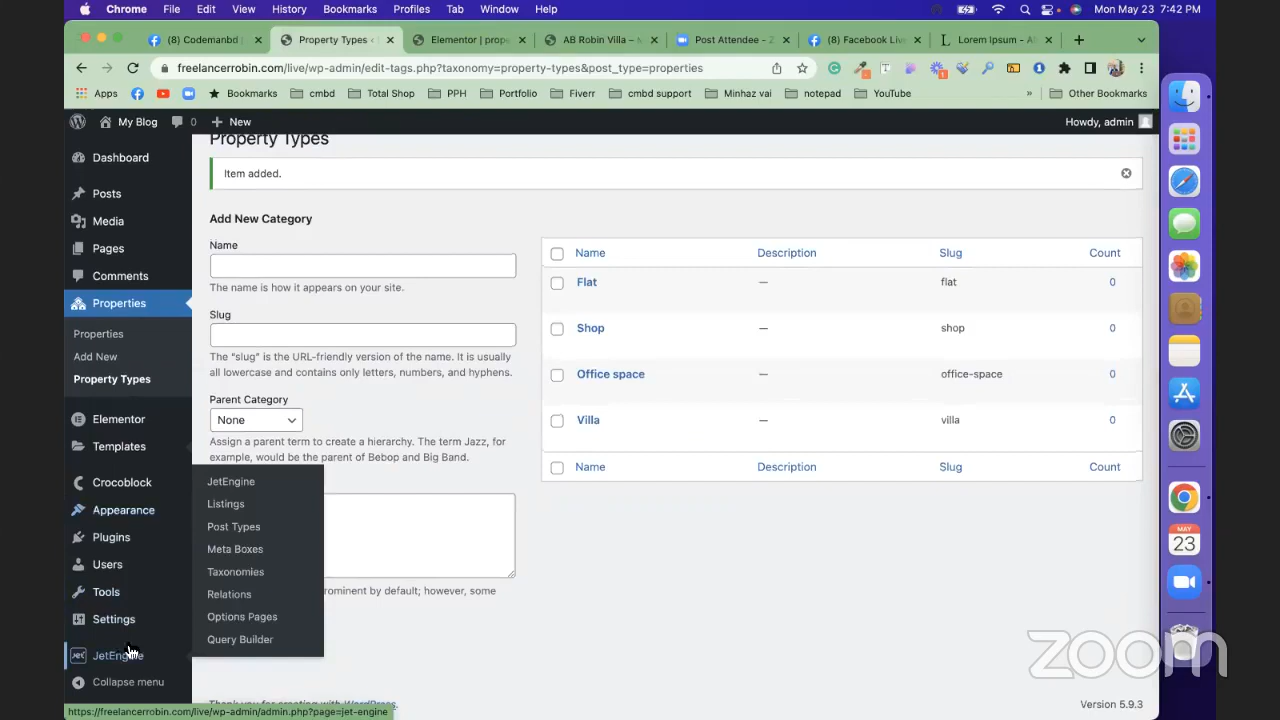 Chrome File Edit View History Bookmarks Profiles Tab Window Help Mon May 23 7:42 PM
(8) Codemanbd Property Types < Elementor | prop AB Robin Villa – Post Attendee - Z (8) Facebook Live Lorem Ipsum - A
freelancerrobin.com/live/wp-admin/edit-tags.php?taxonomy=property-types&post_type=properties
Apps Bookmarks cmbd Total Shop PPH Portfolio Fiverr cmbd support Minhaz vai notepad YouTube » Other Bookmarks
My Blog 0 New Howdy, admin
Dashboard
Posts
Media
Pages
Comments
Properties
Properties
Add New
Property Types
Elementor
Templates
Crocoblock
Appearance
Plugins
Users
Tools
Settings
JetEngine
Collapse menu
JetEngine
Listings
Post Types
Meta Boxes
Taxonomies
Relations
Options Pages
Query Builder
Property Types
Item added.
Add New Category
Name
The name is how it appears on your site.
Slug
The “slug” is the URL-friendly version of the name. It is usually
all lowercase and contains only letters, numbers, and hyphens.
Parent Category
None
Assign a parent term to create a hierarchy. The term Jazz, for
example, would be the parent of Bebop and Big Band.
rominent by default; however, some
Name Description Slug Count
Flat — flat 0
Shop — shop 0
Office space — office-space 0
Villa — villa 0
Name Description Slug Count
Thank you for creating with WordPress.
Version 5.9.3
https://freelancerrobin.com/live/wp-admin/admin.php?page=jet-engine
MAY
23
zoom